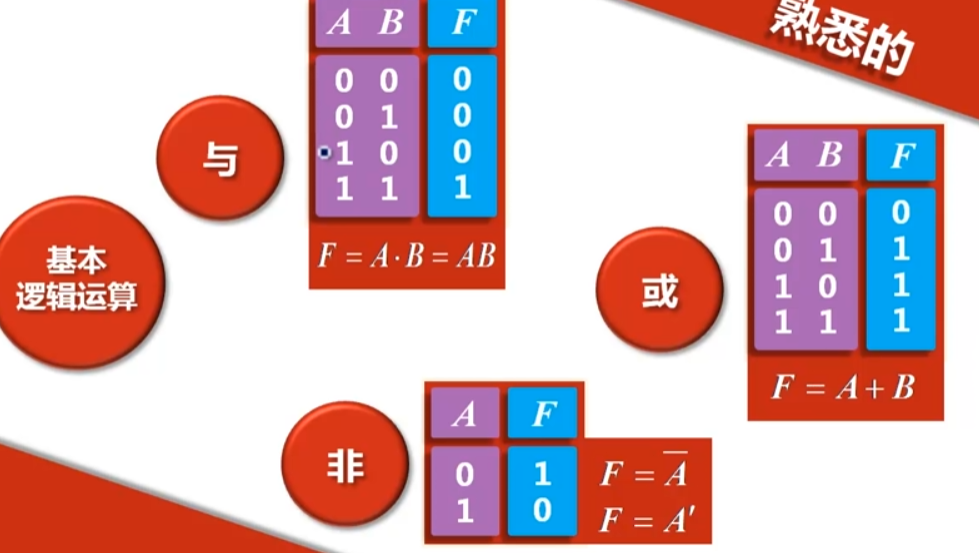 熟悉的
基本
逻辑运算
与
A B F
0 0 0
0 1 0
1 0 0
1 1 1
F = A·B = AB
或
A B F
0 0 0
0 1 1
1 0 1
1 1 1
F = A + B
非
A F
0 1
1 0
F = A̅
F = A′